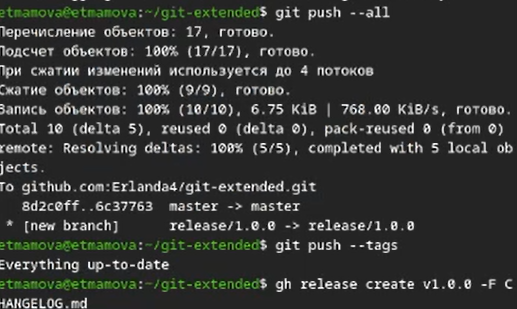 etmamova@etmamova:~/git-extended$ git push --all
Перечисление объектов: 17, готово.
Подсчет объектов: 100% (17/17), готово.
При сжатии изменений используется до 4 потоков
Сжатие объектов: 100% (9/9), готово.
Запись объектов: 100% (10/10), 6.75 KiB | 768.00 KiB/s, готово.
Total 10 (delta 5), reused 0 (delta 0), pack-reused 0 (from 0)
remote: Resolving deltas: 100% (5/5), completed with 5 local ob
jects.
To github.com:Erlanda4/git-extended.git
8d2c0ff..6c37763  master -> master
* [new branch]      release/1.0.0 -> release/1.0.0
etmamova@etmamova:~/git-extended$ git push --tags
Everything up-to-date
etmamova@etmamova:~/git-extended$ gh release create v1.0.0 -F C
HANGELOG.md